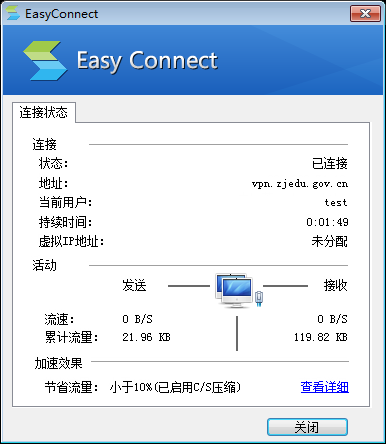 EasyConnect
Easy Connect
连接状态
连接
状态： 已连接
地址： vpn.zjedu.gov.cn
当前用户： test
持续时间： 0:01:49
虚拟IP地址： 未分配
活动
发送 接收
流速： 0 B/S 0 B/S
累计流量： 21.96 KB 119.82 KB
加速效果
节省流量： 小于10%(已启用C/S压缩) 查看详细
关闭